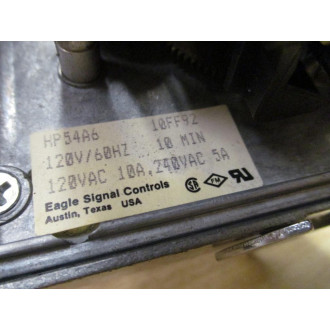 HP54A6 10FF92
120V/60HZ 10 MIN
120VAC 10A,240VAC 5A
Eagle Signal Controls
Austin, Texas USA